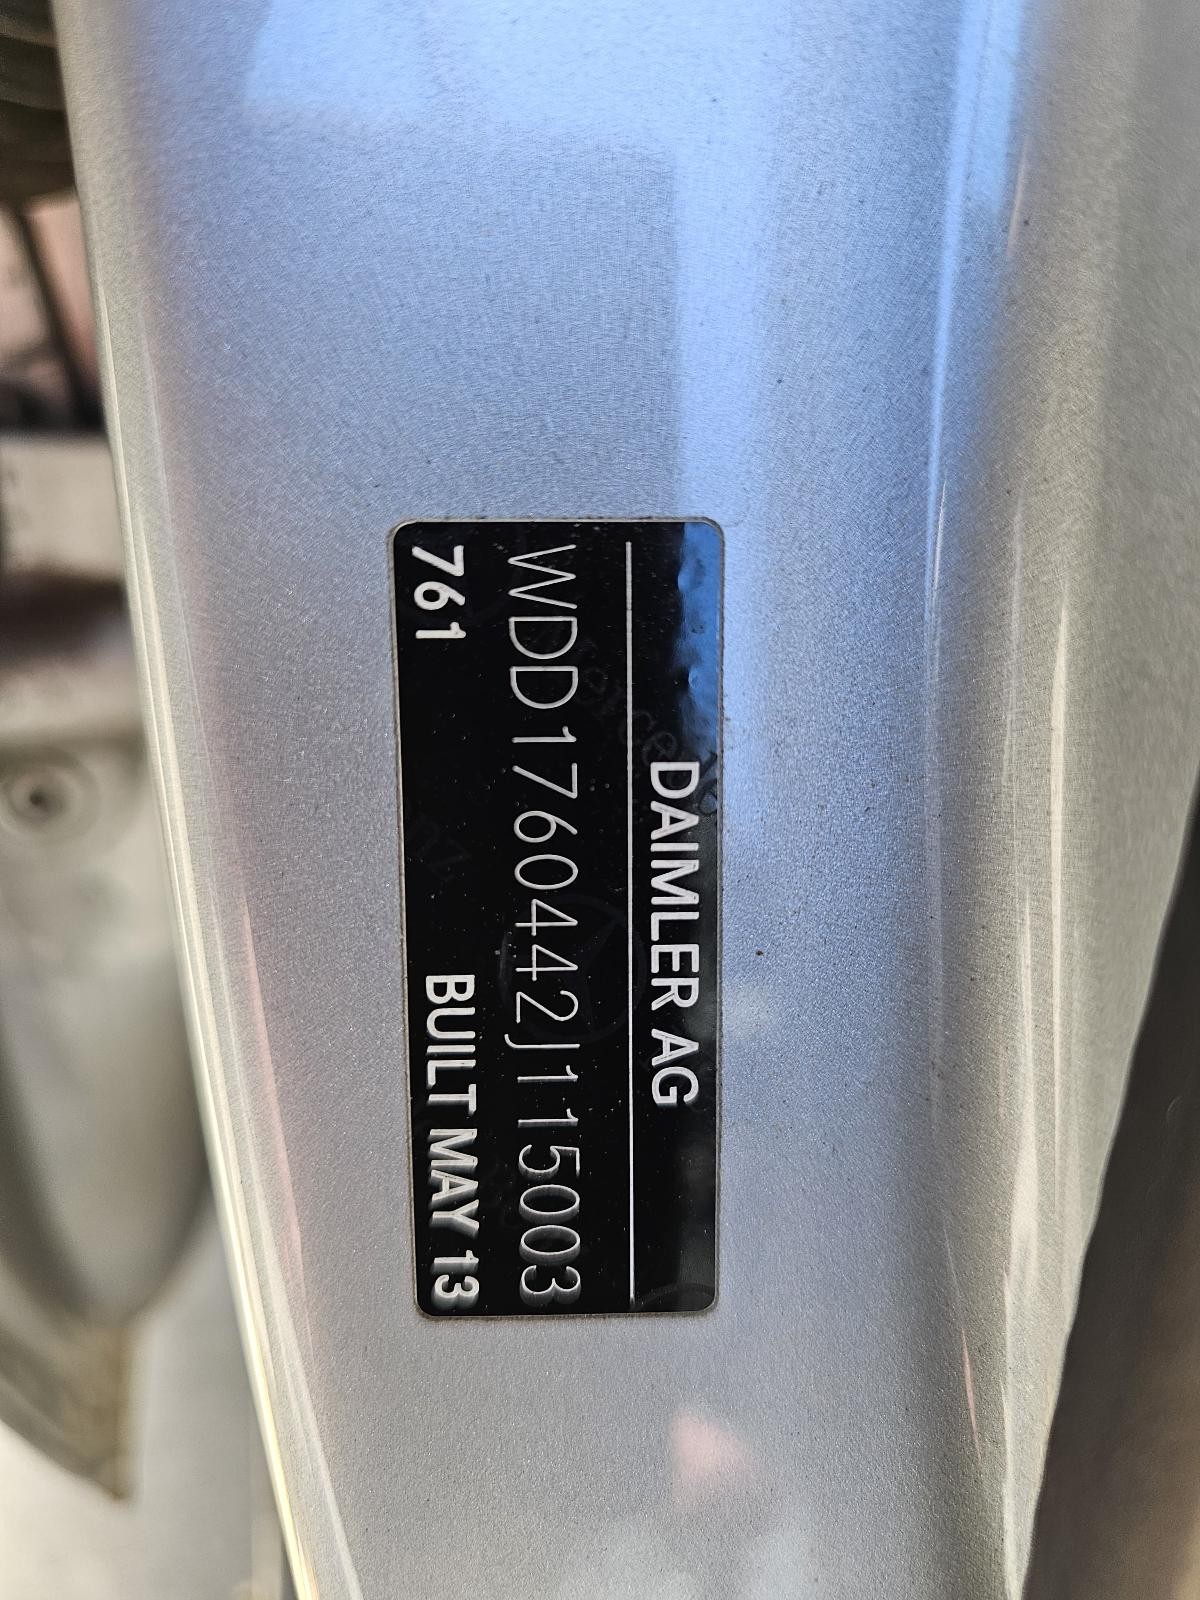 DAIMLER AG
WDD1760442J115003
761 BUILT MAY 13